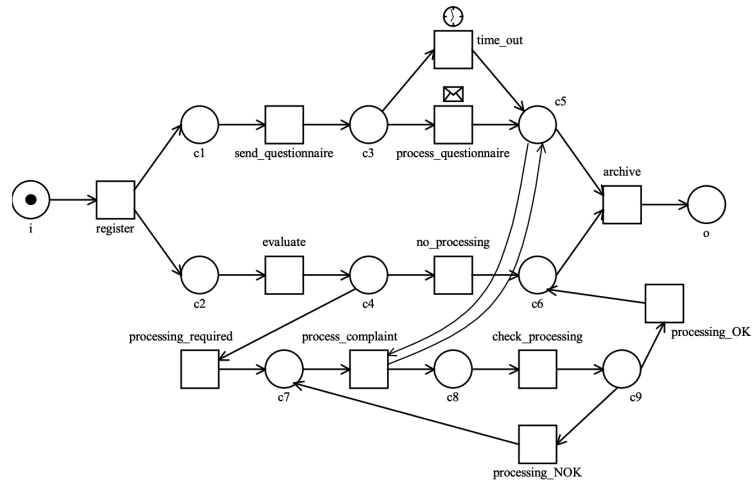 time_out
c5
c1
send_questionnaire
c3
process_questionnaire
archive
i
register
o
evaluate
no_processing
c2
c4
c6
processing_required
process_complaint
check_processing
processing_OK
c7
c8
c9
processing_NOK